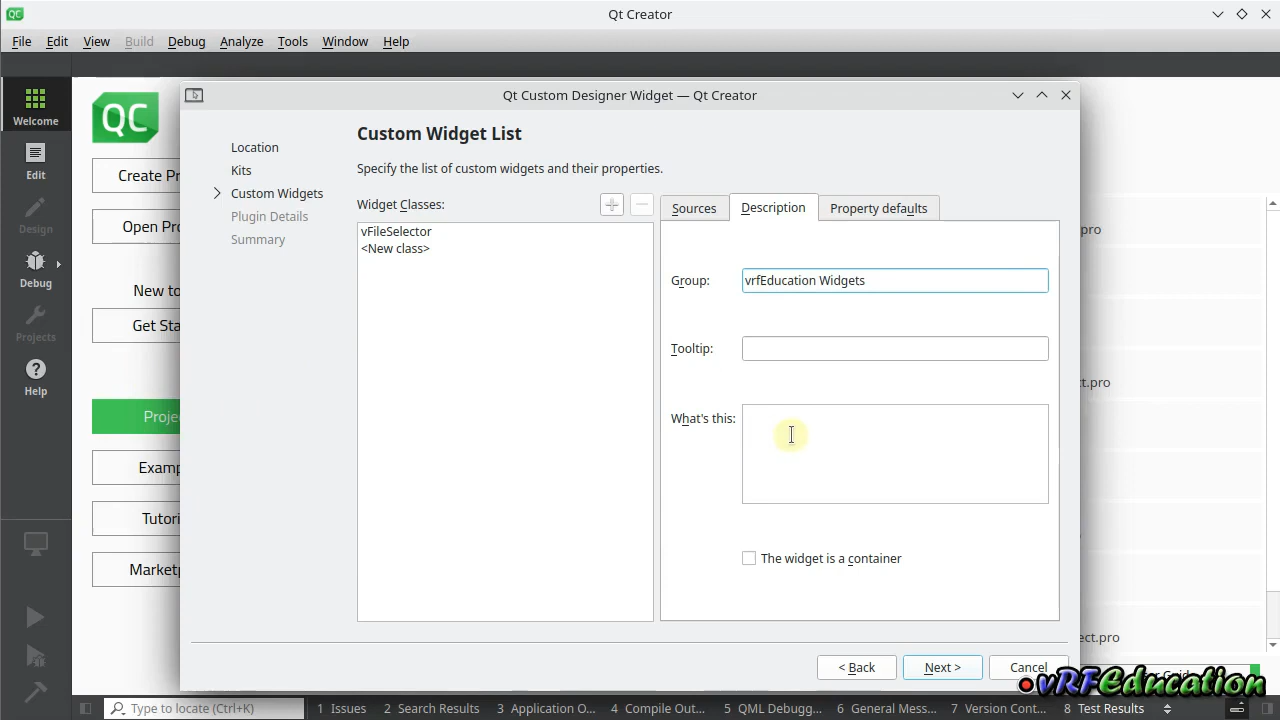 Qt Creator
File Edit View Build Debug Analyze Tools Window Help
Qt Custom Designer Widget — Qt Creator
QC
Welcome
Edit
Design
Debug
Projects
Help
Create Pr
Open Pro
New to
Get Sta
Projec
Examp
Tutori
Marketp
Location
Kits
Custom Widgets
Plugin Details
Summary
Custom Widget List
Specify the list of custom widgets and their properties.
Widget Classes:
vFileSelector
<New class>
Sources Description Property defaults
Group: vrfEducation Widgets
Tooltip:
What's this:
The widget is a container
< Back Next > Cancel
pro
ct.pro
ect.pro
vRFEducation
Type to locate (Ctrl+K) 1 Issues 2 Search Results 3 Application O... 4 Compile Out... 5 QML Debugg... 6 General Mess... 7 Version Cont... 8 Test Results